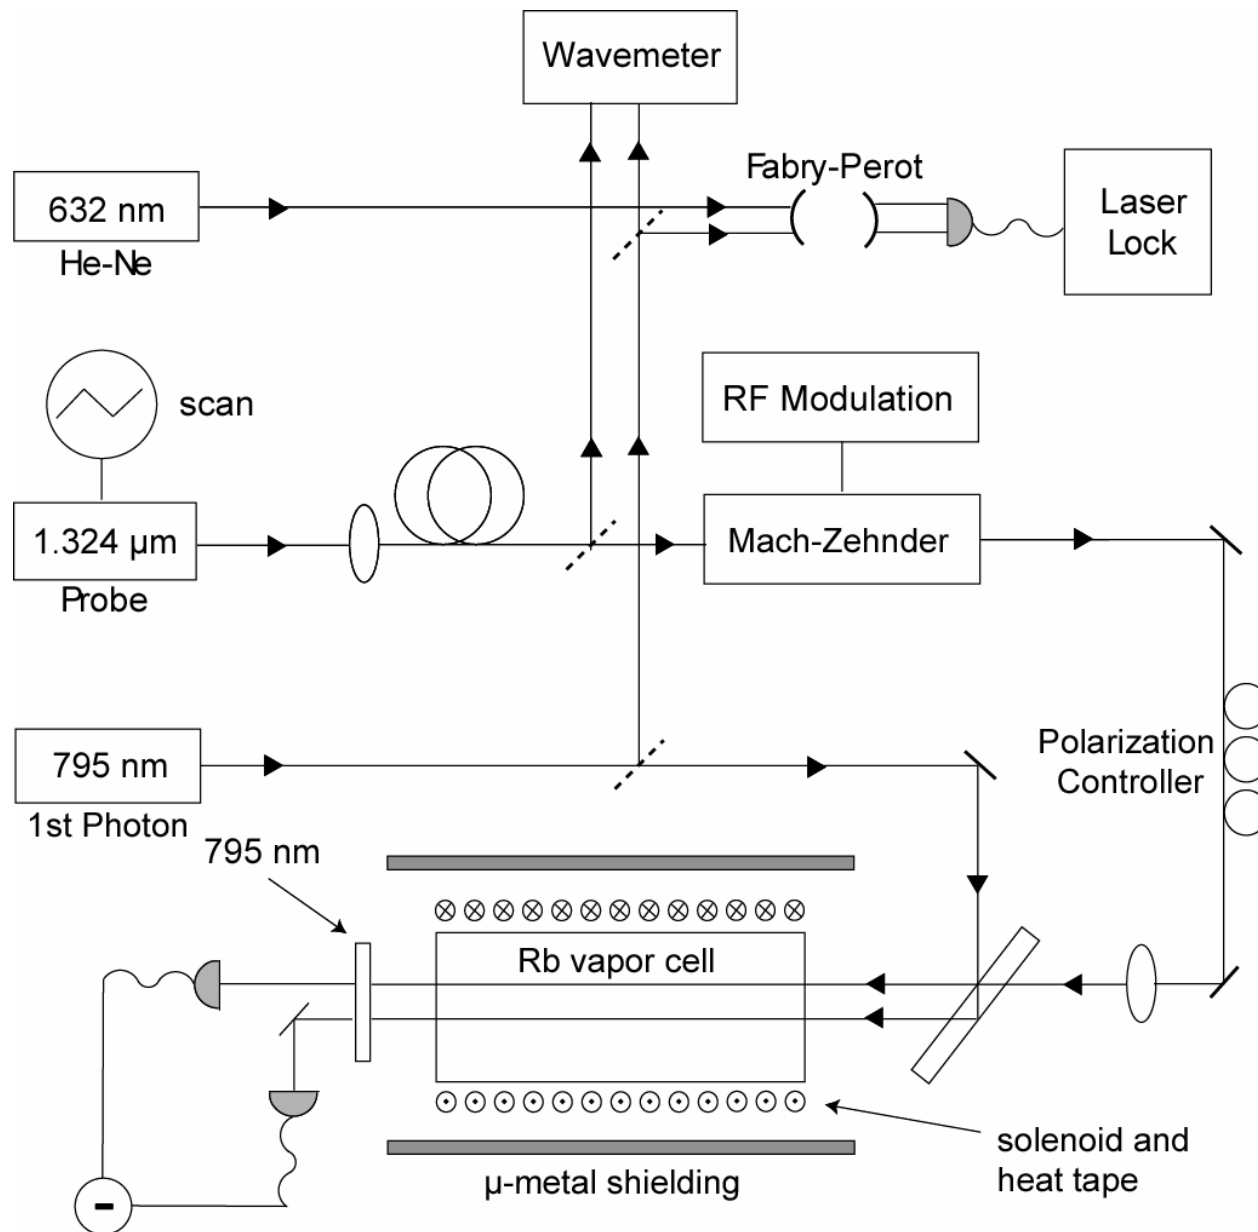 Wavemeter
Fabry-Perot
632 nm
He-Ne
Laser
Lock
scan
RF Modulation
1.324 µm
Probe
Mach-Zehnder
795 nm
1st Photon
Polarization
Controller
795 nm
Rb vapor cell
-
solenoid and
heat tape
µ-metal shielding